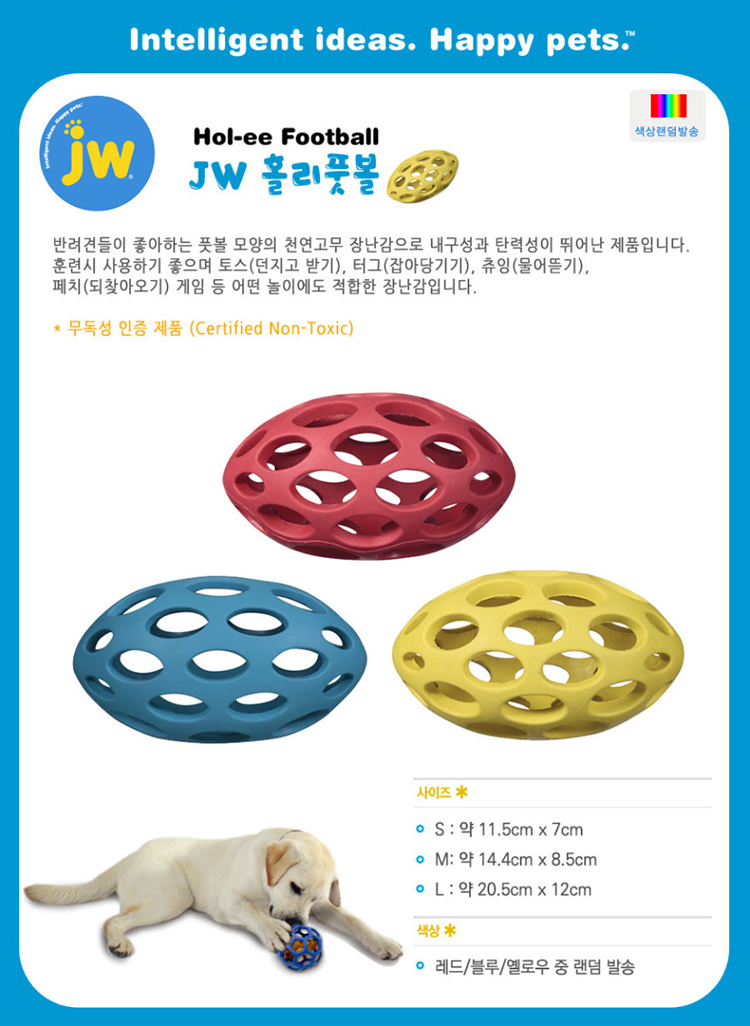 Intelligent ideas. Happy pets.™
Intelligent ideas. Happy pets.
JW
Hol-ee Football
JW 홀리풋볼
색상랜덤발송
반려견들이 좋아하는 풋볼 모양의 천연고무 장난감으로 내구성과 탄력성이 뛰어난 제품입니다.
훈련시 사용하기 좋으며 토스(던지고 받기), 터그(잡아당기기), 츄잉(물어뜯기),
페치(되찾아오기) 게임 등 어떤 놀이에도 적합한 장난감입니다.
* 무독성 인증 제품 (Certified Non-Toxic)
사이즈 *
S : 약 11.5cm x 7cm
M: 약 14.4cm x 8.5cm
L : 약 20.5cm x 12cm
색상 *
레드/블루/옐로우 중 랜덤 발송